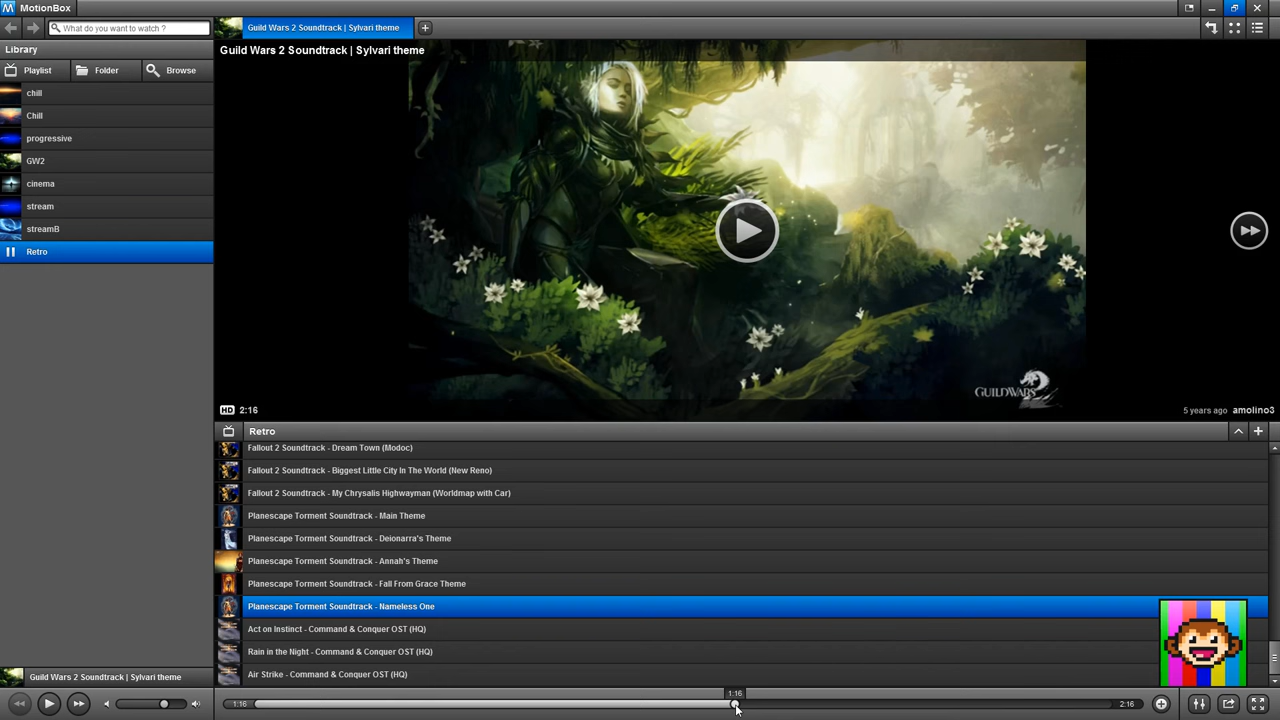 MotionBox
What do you want to watch ?
Guild Wars 2 Soundtrack | Sylvari theme
Library
Guild Wars 2 Soundtrack | Sylvari theme
Playlist
Folder
Browse
chill
Chill
progressive
GW2
cinema
stream
streamB
Retro
GUILD WARS 2
HD 2:16
5 years ago amolino3
Retro
Fallout 2 Soundtrack - Dream Town (Modoc)
Fallout 2 Soundtrack - Biggest Little City In The World (New Reno)
Fallout 2 Soundtrack - My Chrysalis Highwayman (Worldmap with Car)
Planescape Torment Soundtrack - Main Theme
Planescape Torment Soundtrack - Deionarra's Theme
Planescape Torment Soundtrack - Annah's Theme
Planescape Torment Soundtrack - Fall From Grace Theme
Planescape Torment Soundtrack - Nameless One
Act on Instinct - Command & Conquer OST (HQ)
Rain in the Night - Command & Conquer OST (HQ)
Air Strike - Command & Conquer OST (HQ)
Guild Wars 2 Soundtrack | Sylvari theme
1:16
1:16
2:16